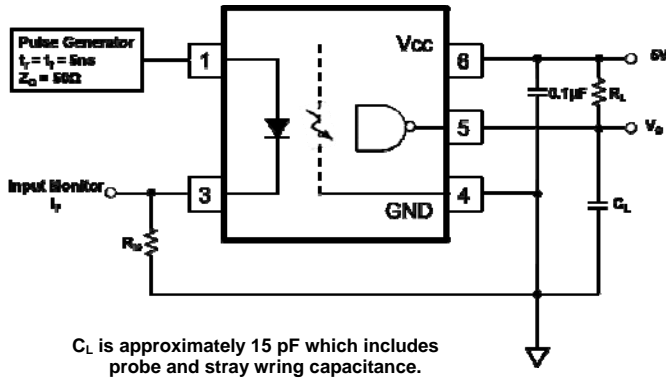 Pulse Generator
tr = tf = 5ns
ZO = 50Ω
1
VCC
6
5V
0.1µF
RL
5
VO
Input Monitor
IF
3
4
GND
RM
CL
CL is approximately 15 pF which includes
probe and stray wring capacitance.